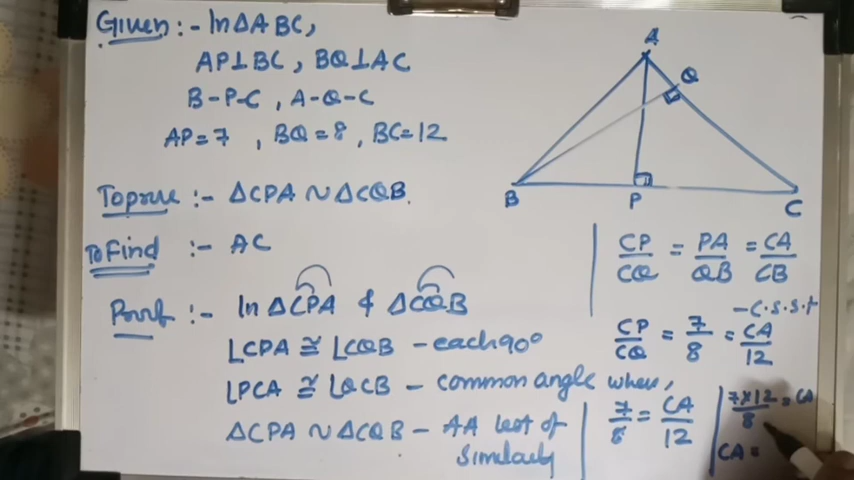 Given :- In △ABC,
AP⊥BC, BQ⊥AC
B-P-C, A-Q-C
AP=7, BQ=8, BC=12
To prove :- △CPA ~ △CQB.
To Find :- AC
Proof :- In △CPA & △CQB
∠CPA ≅ ∠CQB - each 90°
∠PCA ≅ ∠QCB - common angle
△CPA ~ △CQB - AA test of
similarly
A
Q
B
P
C
CP/CQ = PA/QB = CA/CB
- C.S.S.t
CP/CQ = 7/8 = CA/12
when,
7/8 = CA/12
7×12/8 = CA
CA =